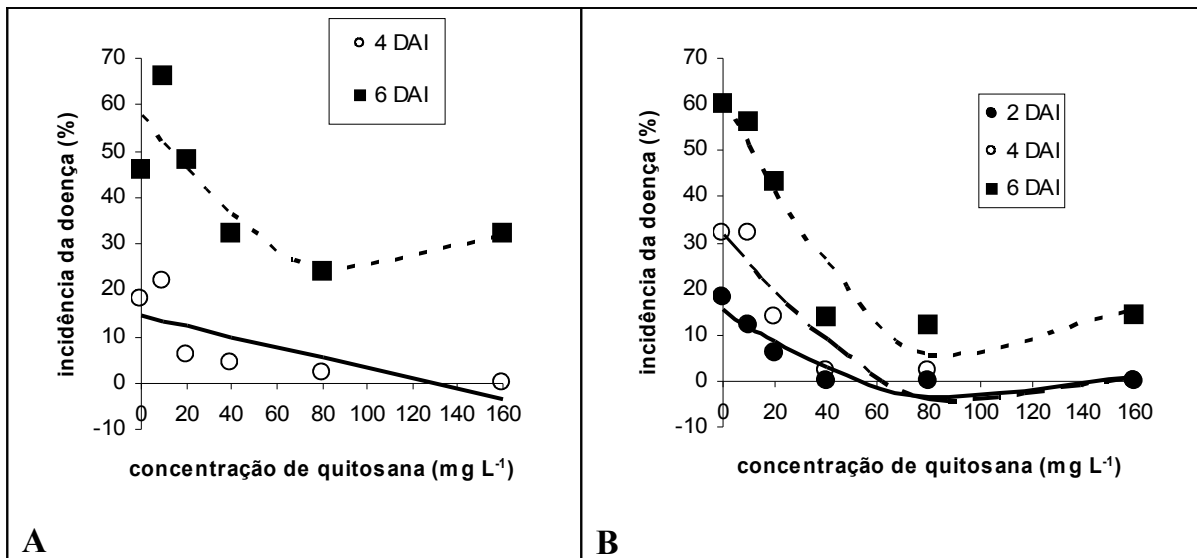 4 DAI
6 DAI
incidência da doença (%)
70
60
50
40
30
20
10
0
-10
0 20 40 60 80 100 120 140 160
concentração de quitosana (mg L-1)
A
2 DAI
4 DAI
6 DAI
incidência da doença (%)
70
60
50
40
30
20
10
0
-10
0 20 40 60 80 100 120 140 160
concentração de quitosana (mg L-1)
B